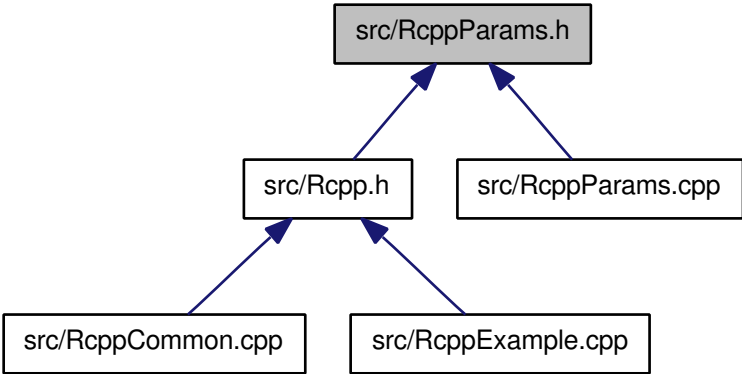 src/RcppParams.h
src/Rcpp.h
src/RcppParams.cpp
src/RcppCommon.cpp
src/RcppExample.cpp